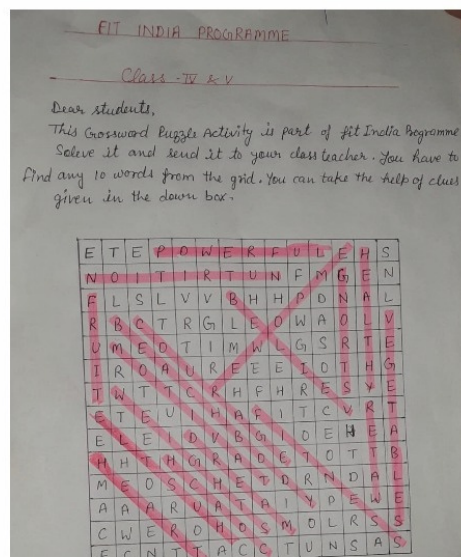 FIT INDIA PROGRAMME
Class - IV & V
Dear students,
This Crossword Puzzle Activity is part of fit India Programme
Soleve it and send it to your class teacher. You have to
find any 10 words from the grid. You can take the help of clues
given in the down box.
E T E P O W E R F U L E H S
N O I T I R T U N F M G E N
F L S L V V B H H P D N A L
R B C T R G L E O W A O L V
U M E O T I M W I G S R T E
I R O A U R E E E I O T H G
T W T T C R H F H R E S Y E
E T E U I H A F I T C U R T
E L E I D V B G I O E H E A
H H T H G R A D E T O T T B
M E O S C H E T D R N D A L
A A A R U A T A I Y D E W E
C W E R O H O S M O L R S S
E C N T T A C C T U N S A S